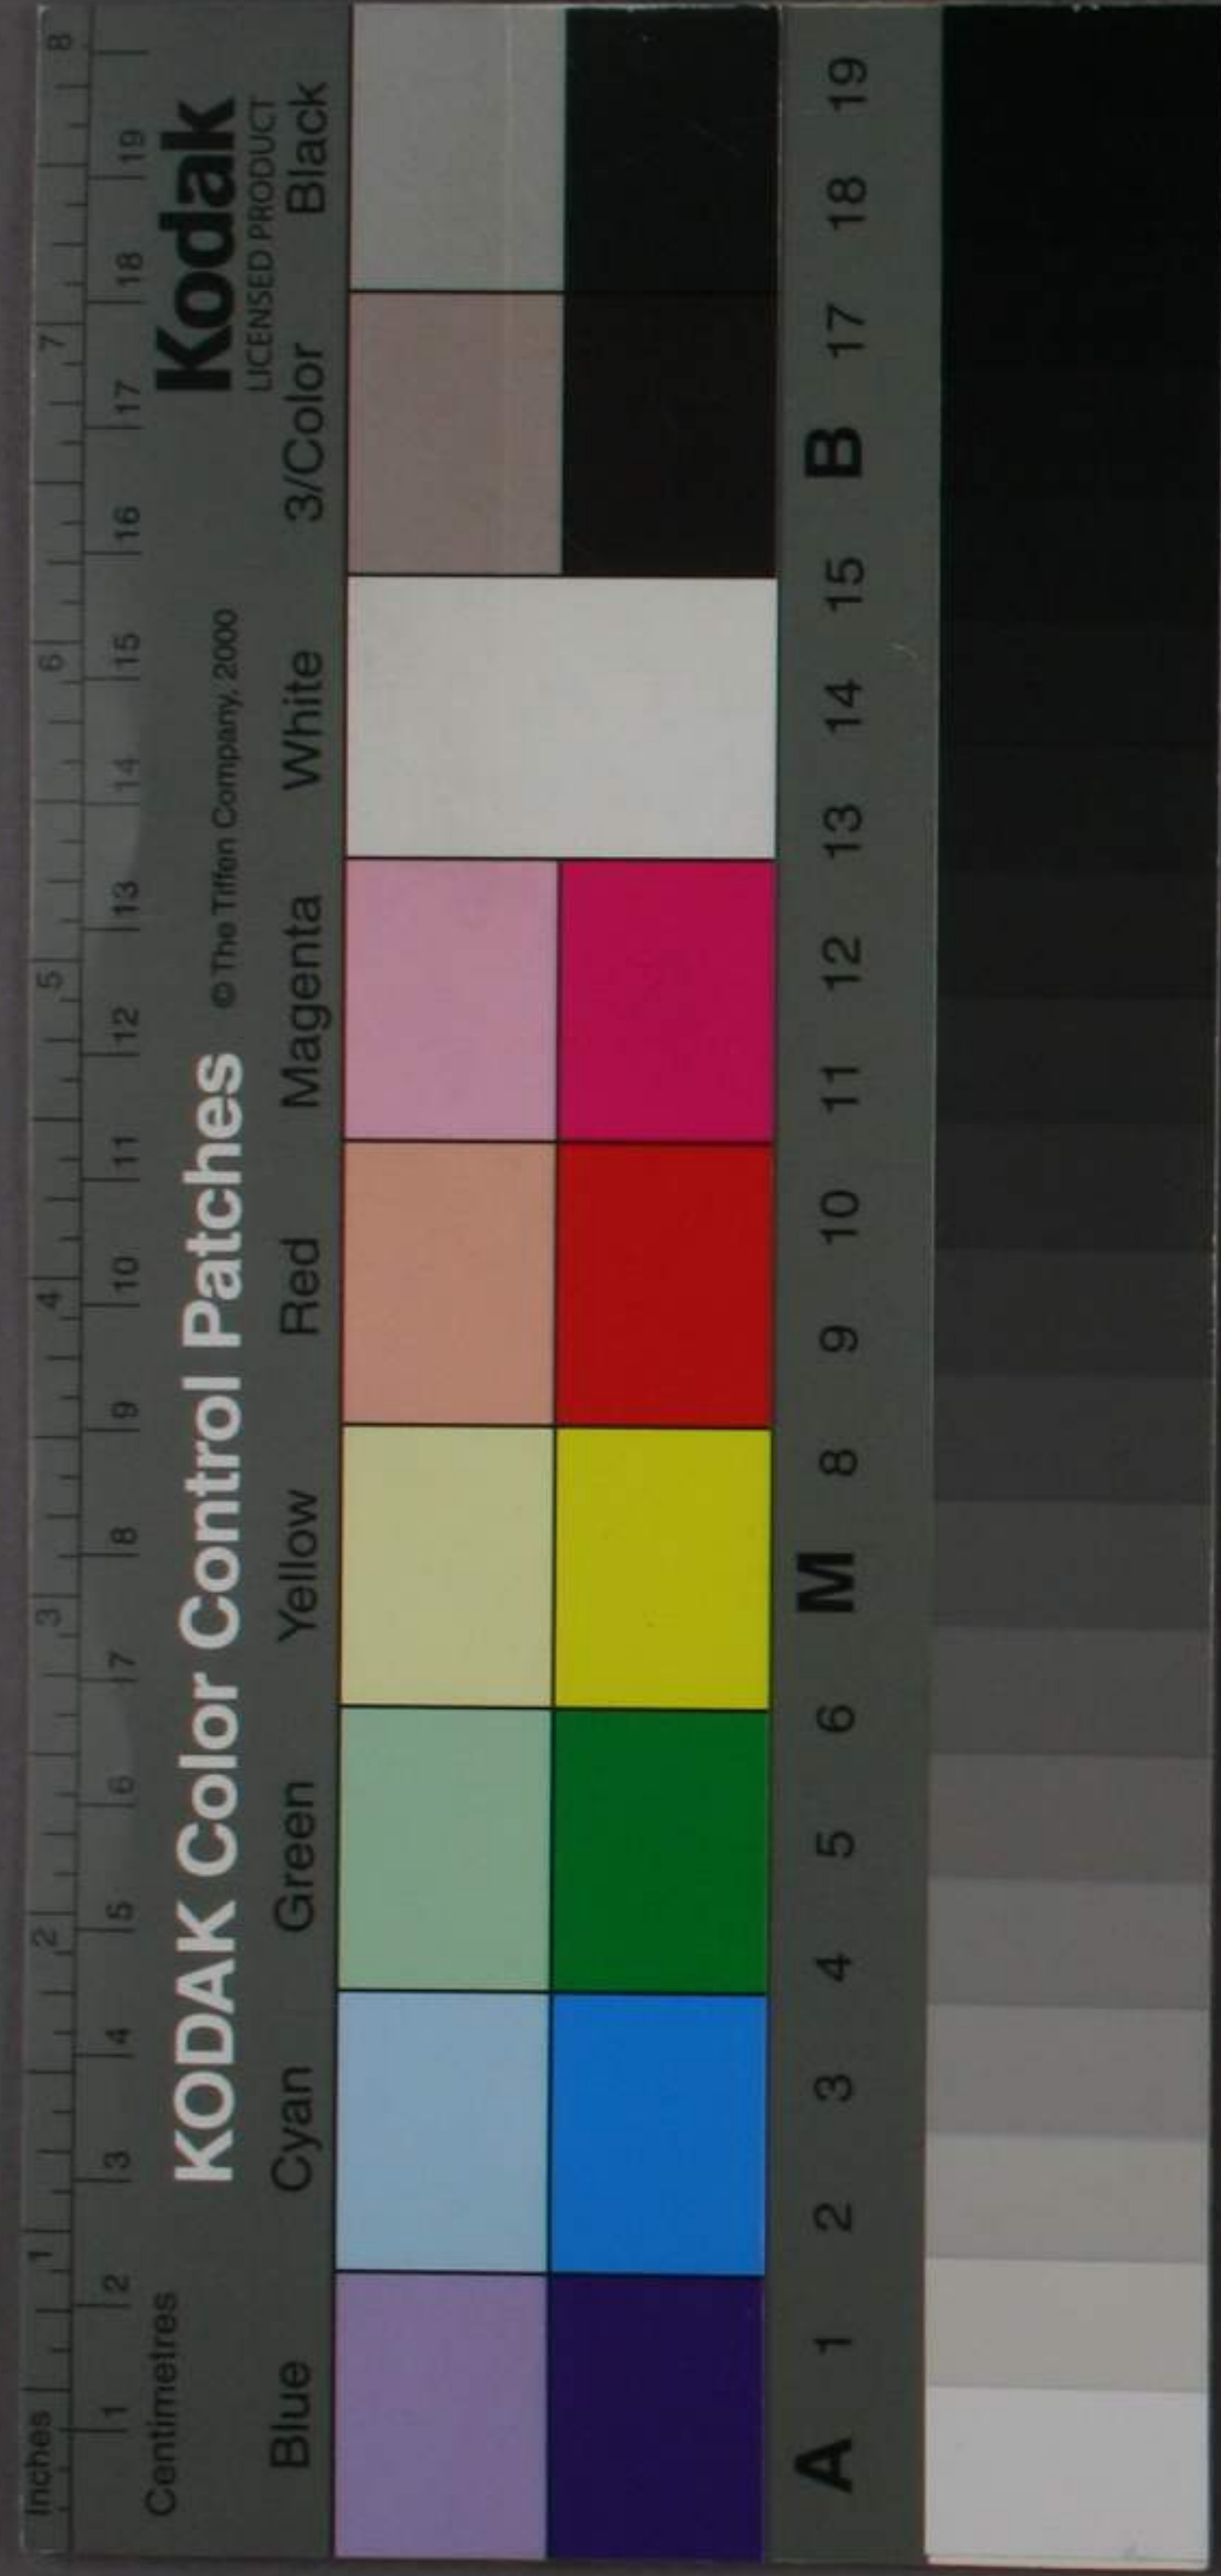 Inches 1 2 3 4 5 6 7 8
Centimetres 1 2 3 4 5 6 7 8 9 10 11 12 13 14 15 16 17 18 19
KODAK Color Control Patches © The Tiffen Company, 2000 Kodak
LICENSED PRODUCT
Blue Cyan Green Yellow Red Magenta White 3/Color Black
A 1 2 3 4 5 6 M 8 9 10 11 12 13 14 15 B 17 18 19